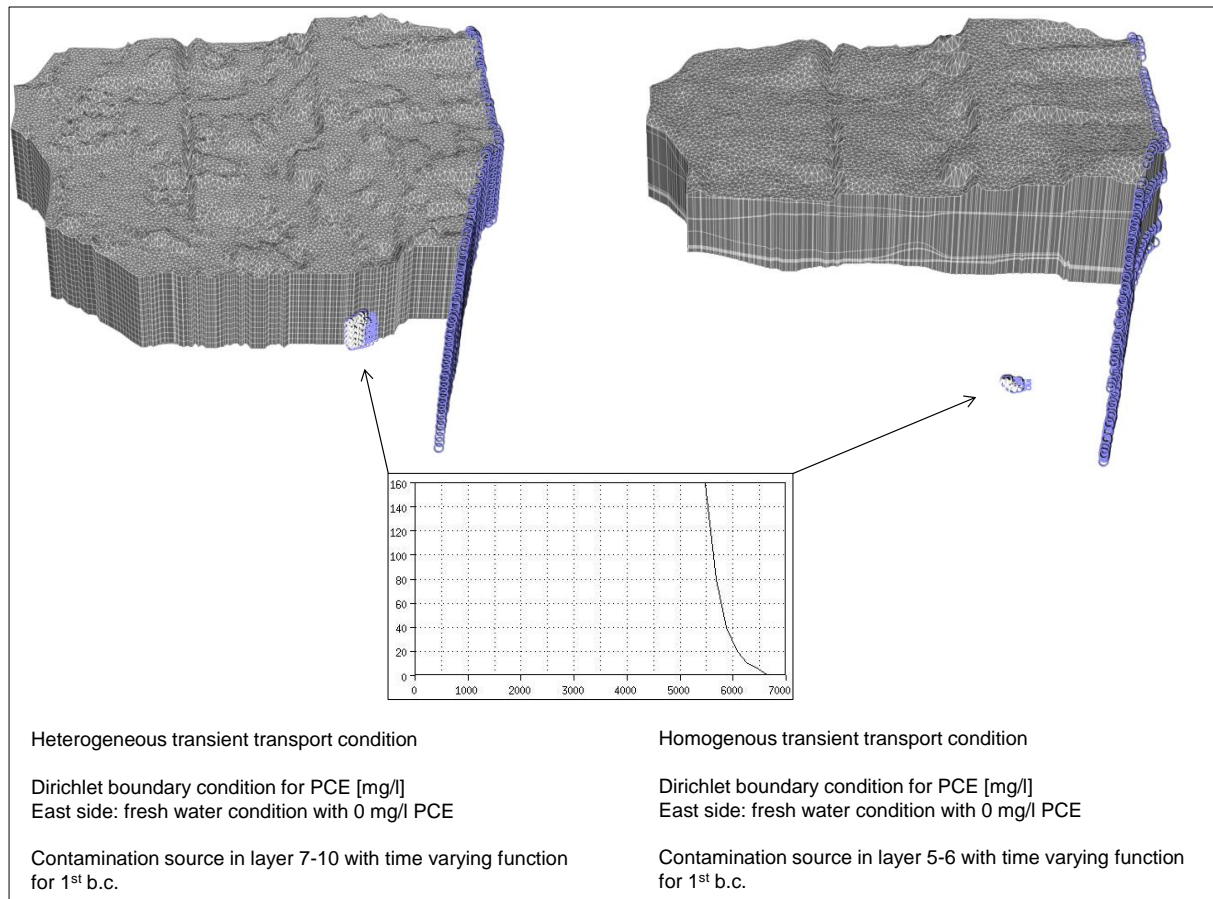 160
140
120
100
80
60
40
20
0
0 1000 2000 3000 4000 5000 6000 7000
Heterogeneous transient transport condition
Dirichlet boundary condition for PCE [mg/l]
East side: fresh water condition with 0 mg/l PCE
Contamination source in layer 7-10 with time varying function
for 1st b.c.
Homogenous transient transport condition
Dirichlet boundary condition for PCE [mg/l]
East side: fresh water condition with 0 mg/l PCE
Contamination source in layer 5-6 with time varying function
for 1st b.c.